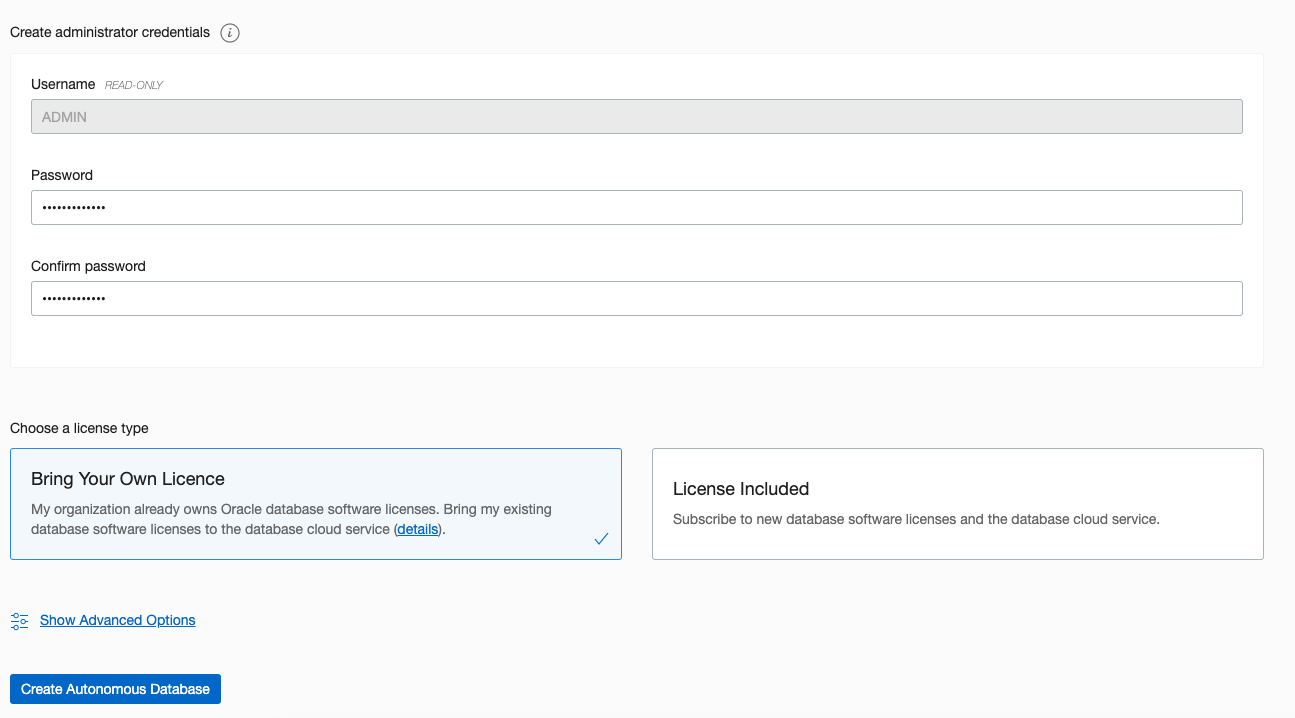 Create administrator credentials i
Username READ-ONLY
ADMIN
Password
•••••••••••••
Confirm password
•••••••••••••
Choose a license type
Bring Your Own Licence
My organization already owns Oracle database software licenses. Bring my existing
database software licenses to the database cloud service (details).
License Included
Subscribe to new database software licenses and the database cloud service.
Show Advanced Options
Create Autonomous Database